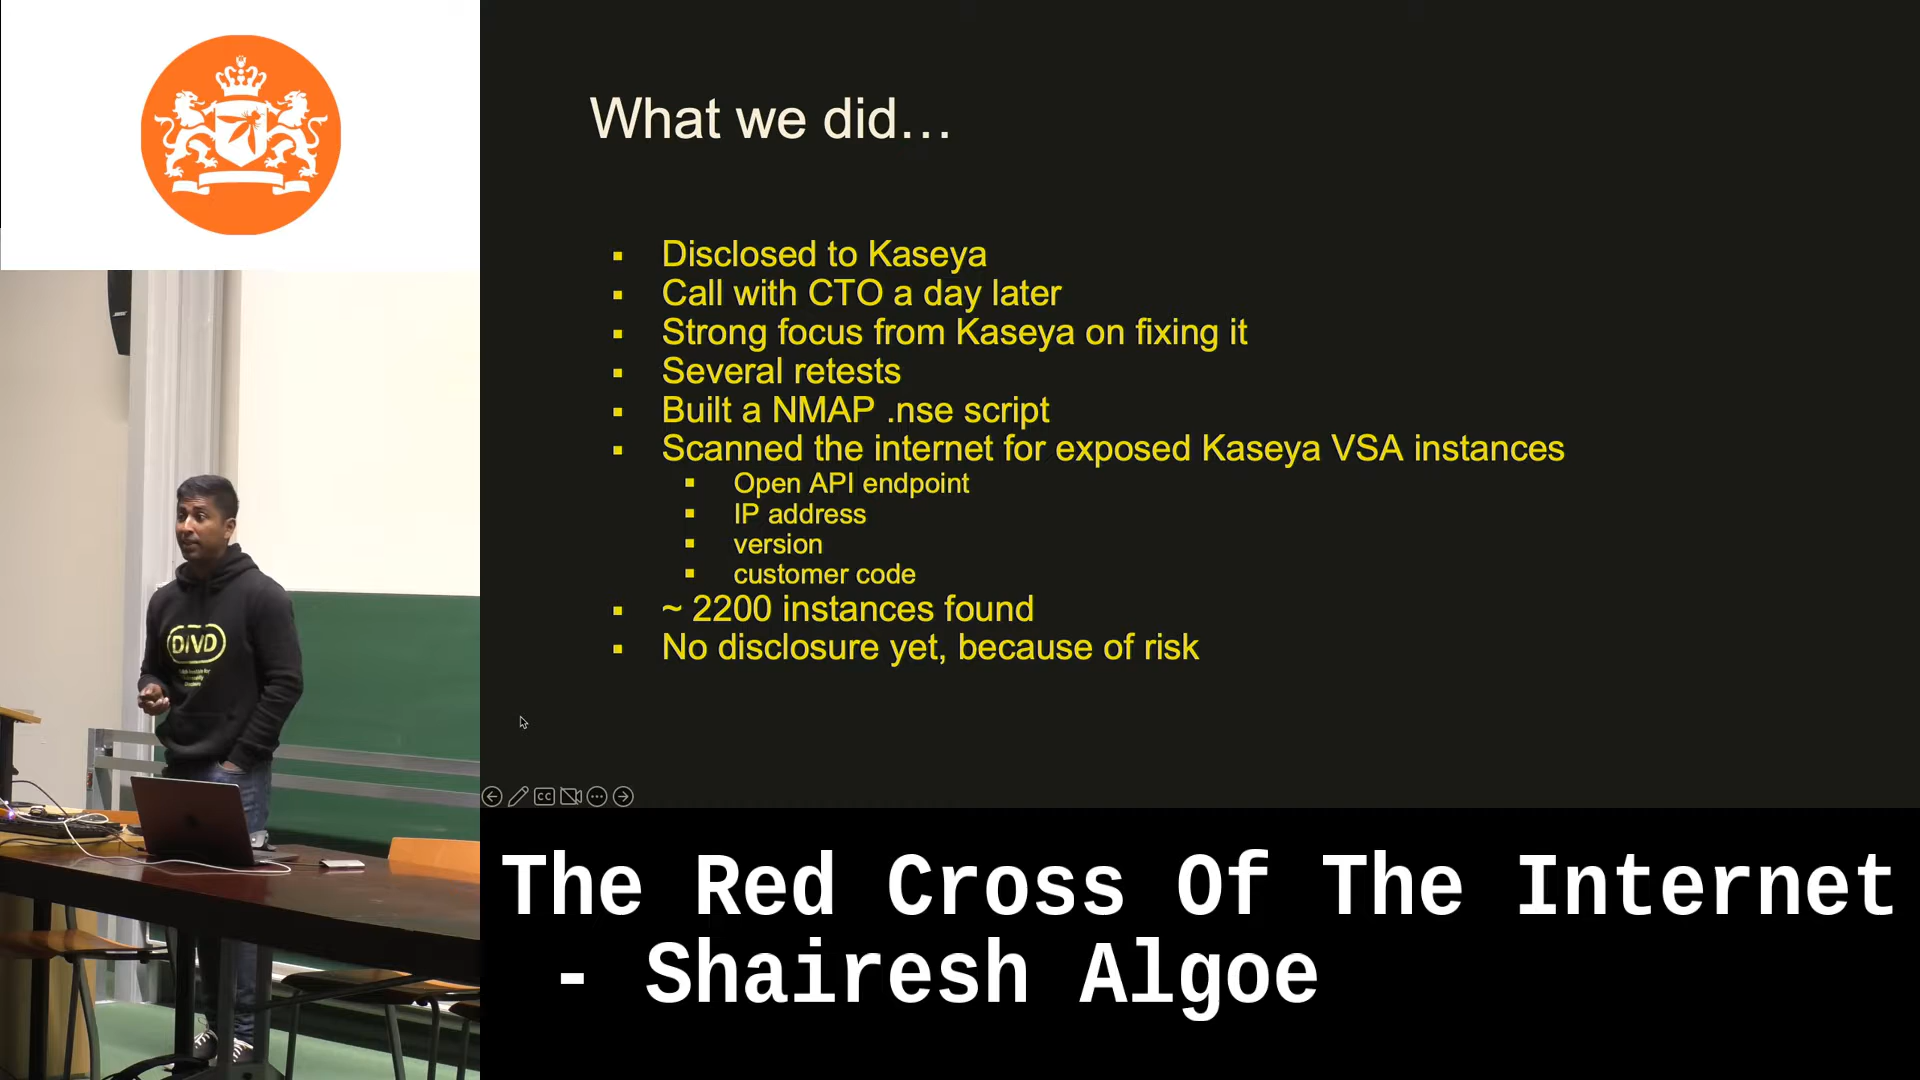 What we did…
Disclosed to Kaseya
Call with CTO a day later
Strong focus from Kaseya on fixing it
Several retests
Built a NMAP .nse script
Scanned the internet for exposed Kaseya VSA instances
Open API endpoint
IP address
version
customer code
~ 2200 instances found
No disclosure yet, because of risk
CC
DIVD
The Red Cross Of The Internet
- Shairesh Algoe